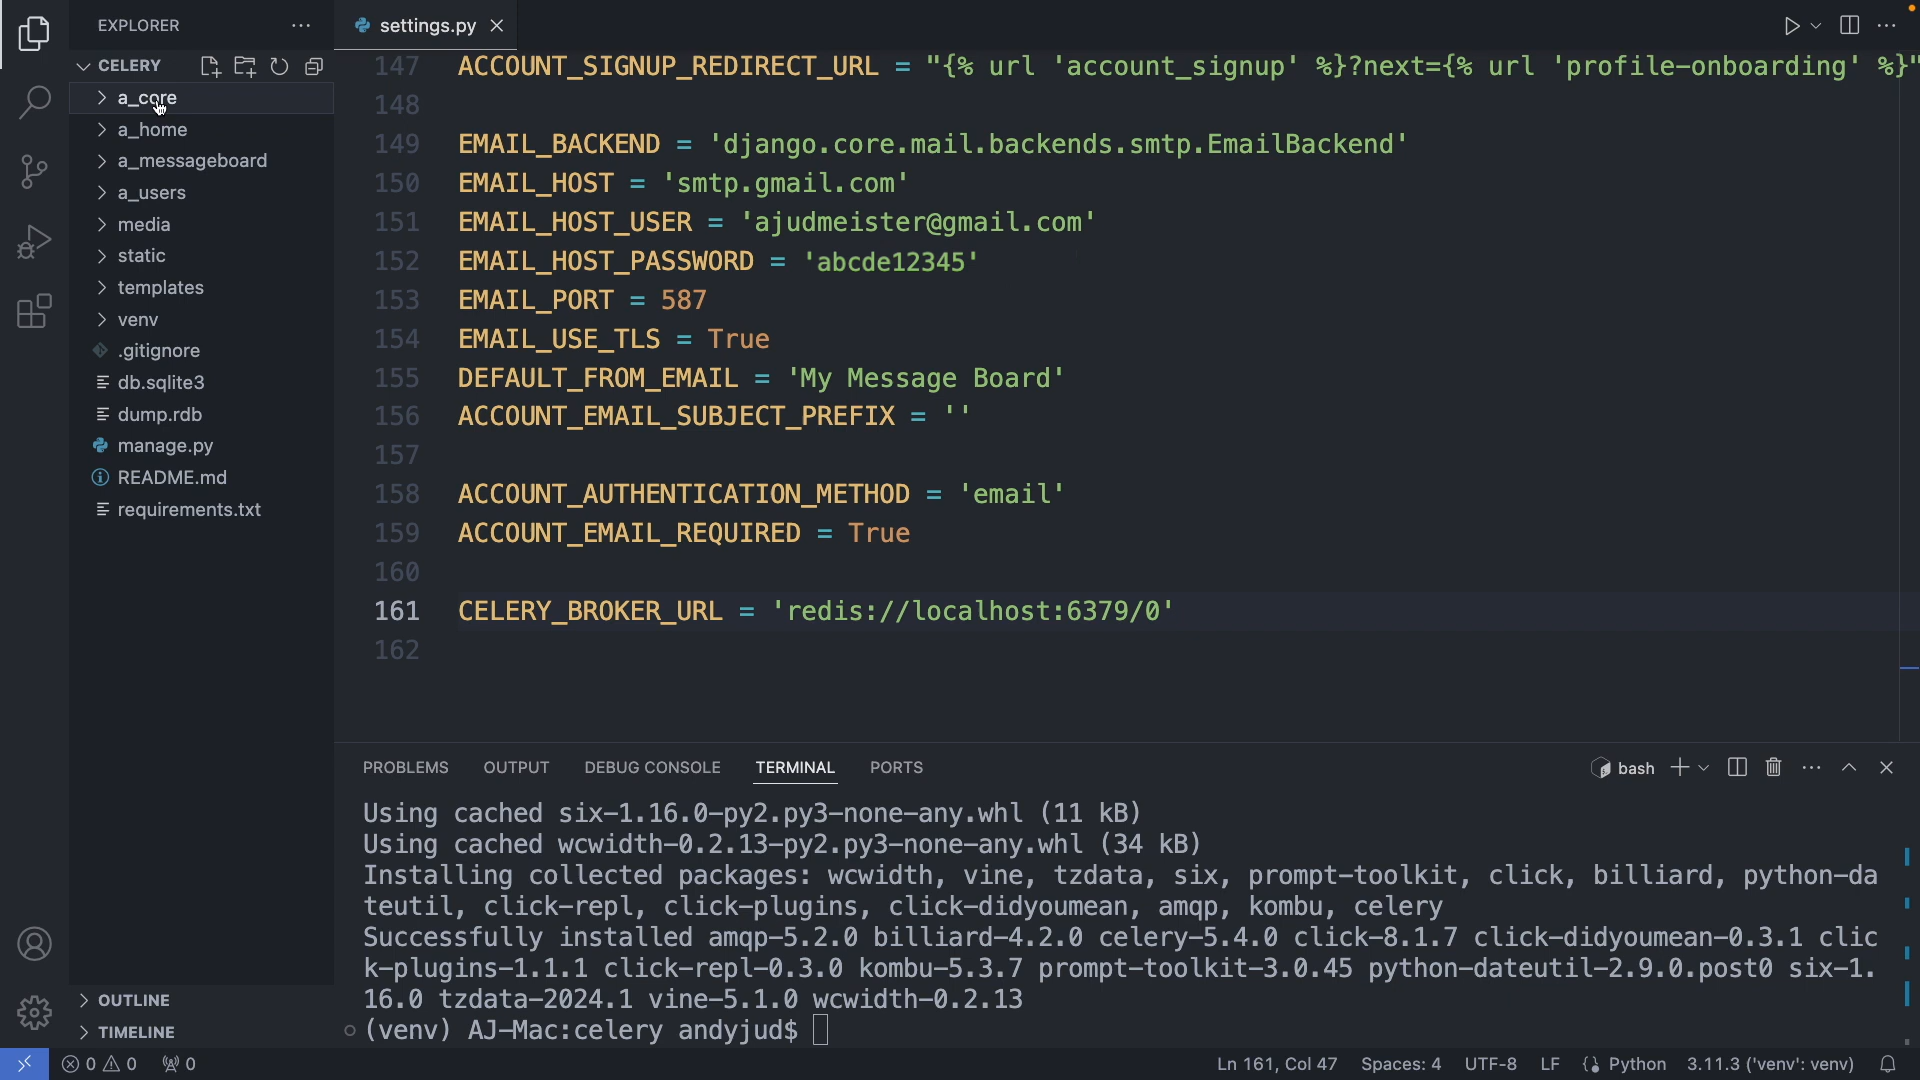 EXPLORER
settings.py
CELERY
a_core
a_home
a_messageboard
a_users
media
static
templates
venv
.gitignore
db.sqlite3
dump.rdb
manage.py
README.md
requirements.txt
OUTLINE
TIMELINE
147 ACCOUNT_SIGNUP_REDIRECT_URL = "{% url 'account_signup' %}?next={% url 'profile-onboarding' %}"
148
149 EMAIL_BACKEND = 'django.core.mail.backends.smtp.EmailBackend'
150 EMAIL_HOST = 'smtp.gmail.com'
151 EMAIL_HOST_USER = 'ajudmeister@gmail.com'
152 EMAIL_HOST_PASSWORD = 'abcde12345'
153 EMAIL_PORT = 587
154 EMAIL_USE_TLS = True
155 DEFAULT_FROM_EMAIL = 'My Message Board'
156 ACCOUNT_EMAIL_SUBJECT_PREFIX = ''
157
158 ACCOUNT_AUTHENTICATION_METHOD = 'email'
159 ACCOUNT_EMAIL_REQUIRED = True
160
161 CELERY_BROKER_URL = 'redis://localhost:6379/0'
162
PROBLEMS OUTPUT DEBUG CONSOLE TERMINAL PORTS bash
Using cached six-1.16.0-py2.py3-none-any.whl (11 kB)
Using cached wcwidth-0.2.13-py2.py3-none-any.whl (34 kB)
Installing collected packages: wcwidth, vine, tzdata, six, prompt-toolkit, click, billiard, python-da
teutil, click-repl, click-plugins, click-didyoumean, amqp, kombu, celery
Successfully installed amqp-5.2.0 billiard-4.2.0 celery-5.4.0 click-8.1.7 click-didyoumean-0.3.1 clic
k-plugins-1.1.1 click-repl-0.3.0 kombu-5.3.7 prompt-toolkit-3.0.45 python-dateutil-2.9.0.post0 six-1.
16.0 tzdata-2024.1 vine-5.1.0 wcwidth-0.2.13
(venv) AJ-Mac:celery andyjud$
0 0 0 Ln 161, Col 47 Spaces: 4 UTF-8 LF Python 3.11.3 ('venv': venv)